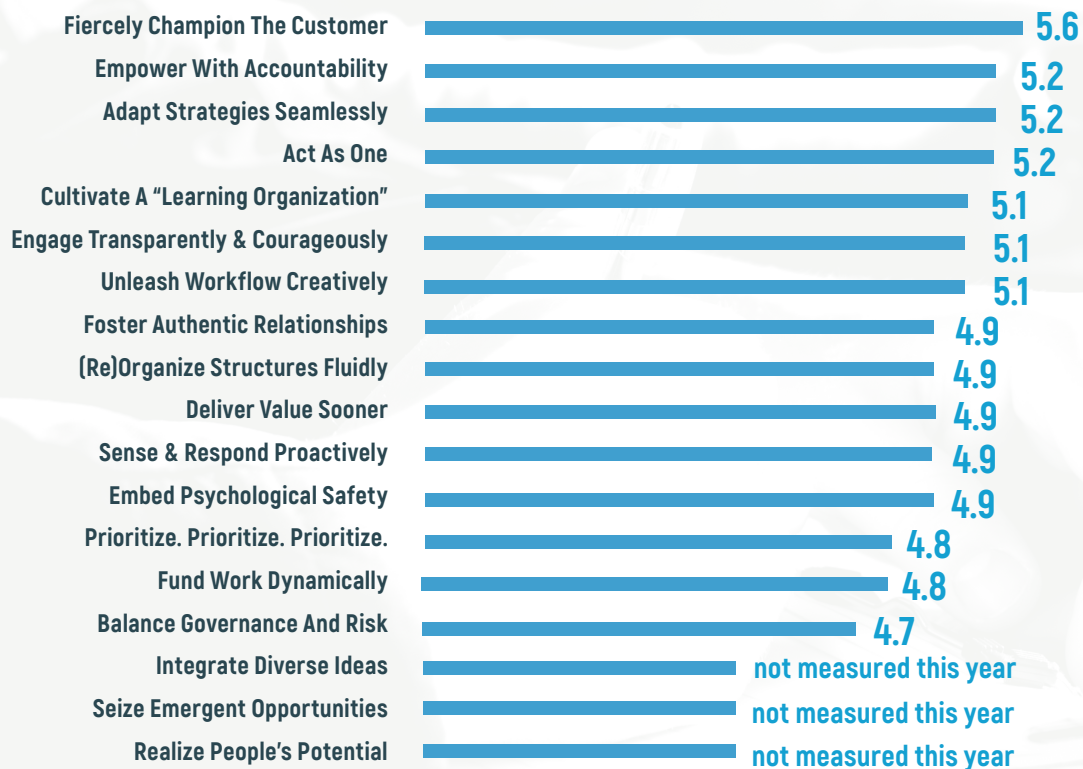 Fiercely Champion The Customer 5.6
Empower With Accountability 5.2
Adapt Strategies Seamlessly 5.2
Act As One 5.2
Cultivate A “Learning Organization” 5.1
Engage Transparently & Courageously 5.1
Unleash Workflow Creatively 5.1
Foster Authentic Relationships 4.9
(Re)Organize Structures Fluidly 4.9
Deliver Value Sooner 4.9
Sense & Respond Proactively 4.9
Embed Psychological Safety 4.9
Prioritize. Prioritize. Prioritize. 4.8
Fund Work Dynamically 4.8
Balance Governance And Risk 4.7
Integrate Diverse Ideas not measured this year
Seize Emergent Opportunities not measured this year
Realize People’s Potential not measured this year